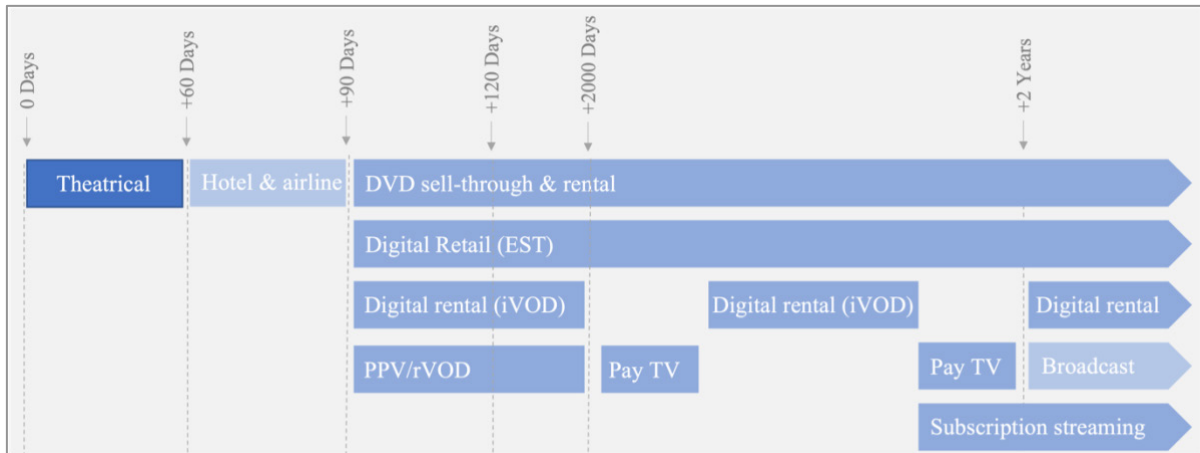 0 Days
+60 Days
+90 Days
+120 Days
+2000 Days
+2 Years
Theatrical
Hotel & airline
DVD sell-through & rental
Digital Retail (EST)
Digital rental (iVOD)
Digital rental (iVOD)
Digital rental
PPV/rVOD
Pay TV
Pay TV
Broadcast
Subscription streaming